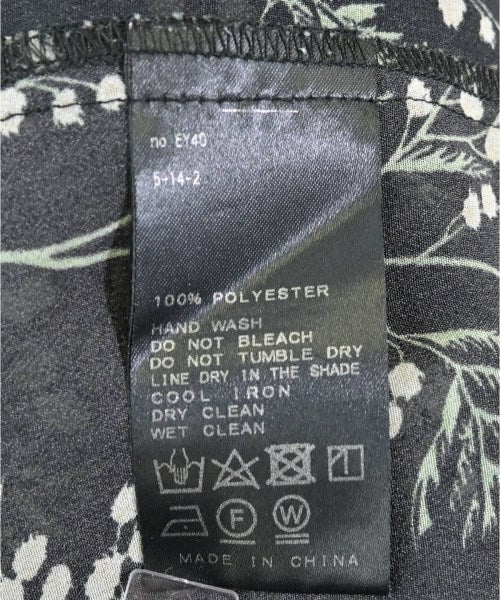 no EY40
5-14-2
100% POLYESTER
HAND WASH
DO NOT BLEACH
DO NOT TUMBLE DRY
LINE DRY IN THE SHADE
COOL IRON
DRY CLEAN
WET CLEAN
F W
MADE IN CHINA